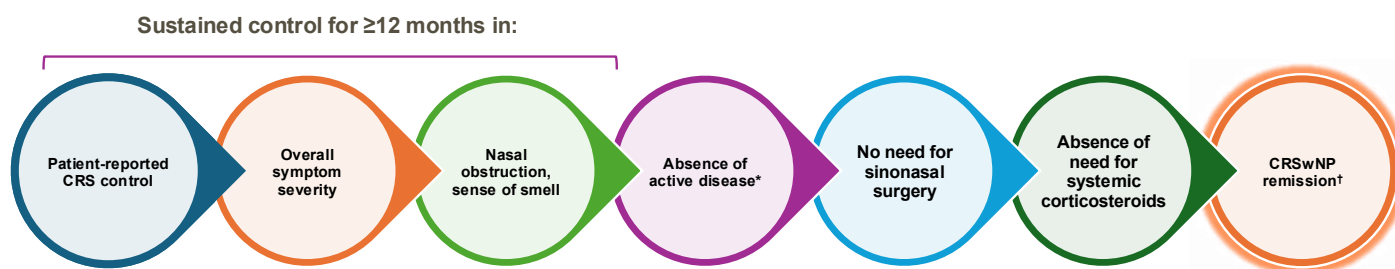 Sustained control for ≥12 months in:
Patient-reported
CRS control
Overall
symptom
severity
Nasal
obstruction,
sense of smell
Absence of
active disease*
No need for
sinonasal
surgery
Absence of
need for
systemic
corticosteroids
CRSwNP
remission†